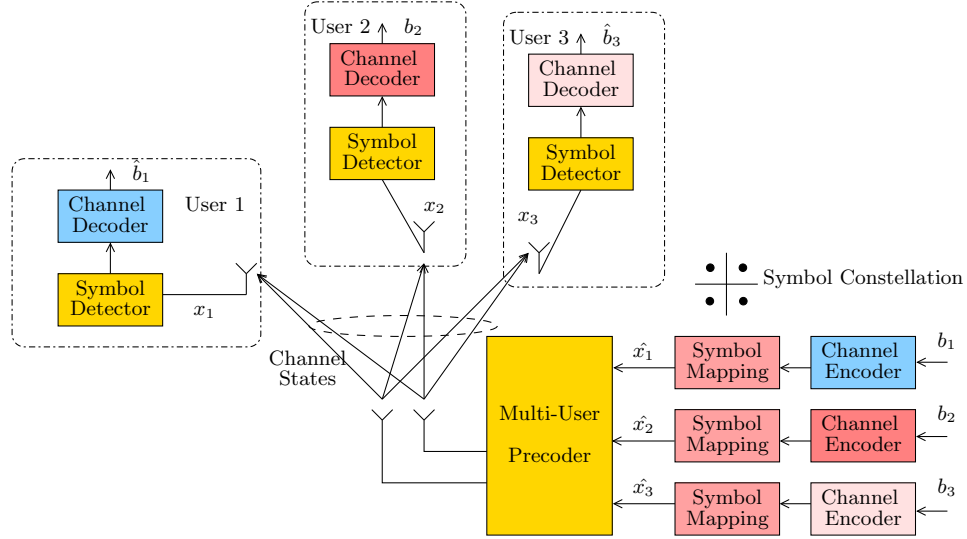 User 2 b₂
Channel
Decoder
Symbol
Detector
x₂
User 3 b̂₃
Channel
Decoder
Symbol
Detector
x₃
b̂₁
Channel
Decoder
User 1
Symbol
Detector
x₁
Symbol Constellation
Channel
States
Multi-User
Precoder
x̂₁
Symbol
Mapping
Channel
Encoder
b₁
x̂₂
Symbol
Mapping
Channel
Encoder
b₂
x̂₃
Symbol
Mapping
Channel
Encoder
b₃